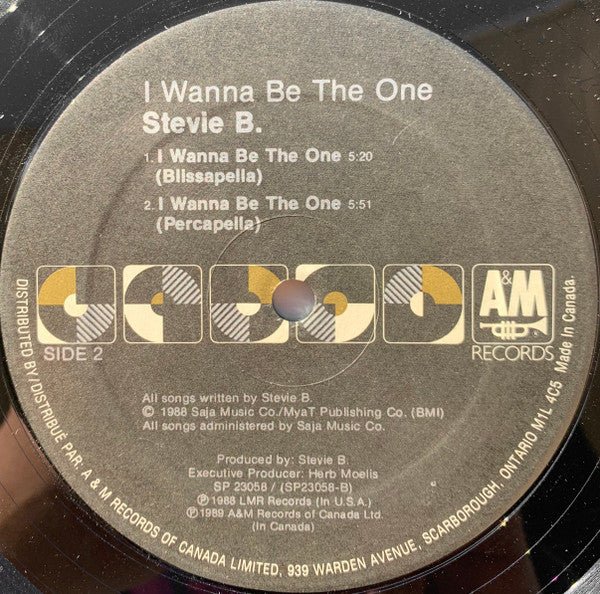 I Wanna Be The One
Stevie B.
1. I Wanna Be The One 5:20
(Blissapella)
2. I Wanna Be The One 5:51
(Percapella)
A&M
SIDE 2
RECORDS
All songs written by Stevie B.
© 1988 Saja Music Co./MyaT Publishing Co. (BMI)
All songs administered by Saja Music Co.
Produced by: Stevie B.
Executive Producer: Herb Moelis
SP 23058 / (SP23058-B)
℗ 1988 LMR Records (In U.S.A.)
℗ 1989 A&M Records of Canada Ltd.
(In Canada)
DISTRIBUTED BY/DISTRIBUÉ PAR: A & M RECORDS OF CANADA LIMITED, 939 WARDEN AVENUE, SCARBOROUGH, ONTARIO M1L 4C5 Made In Canada.